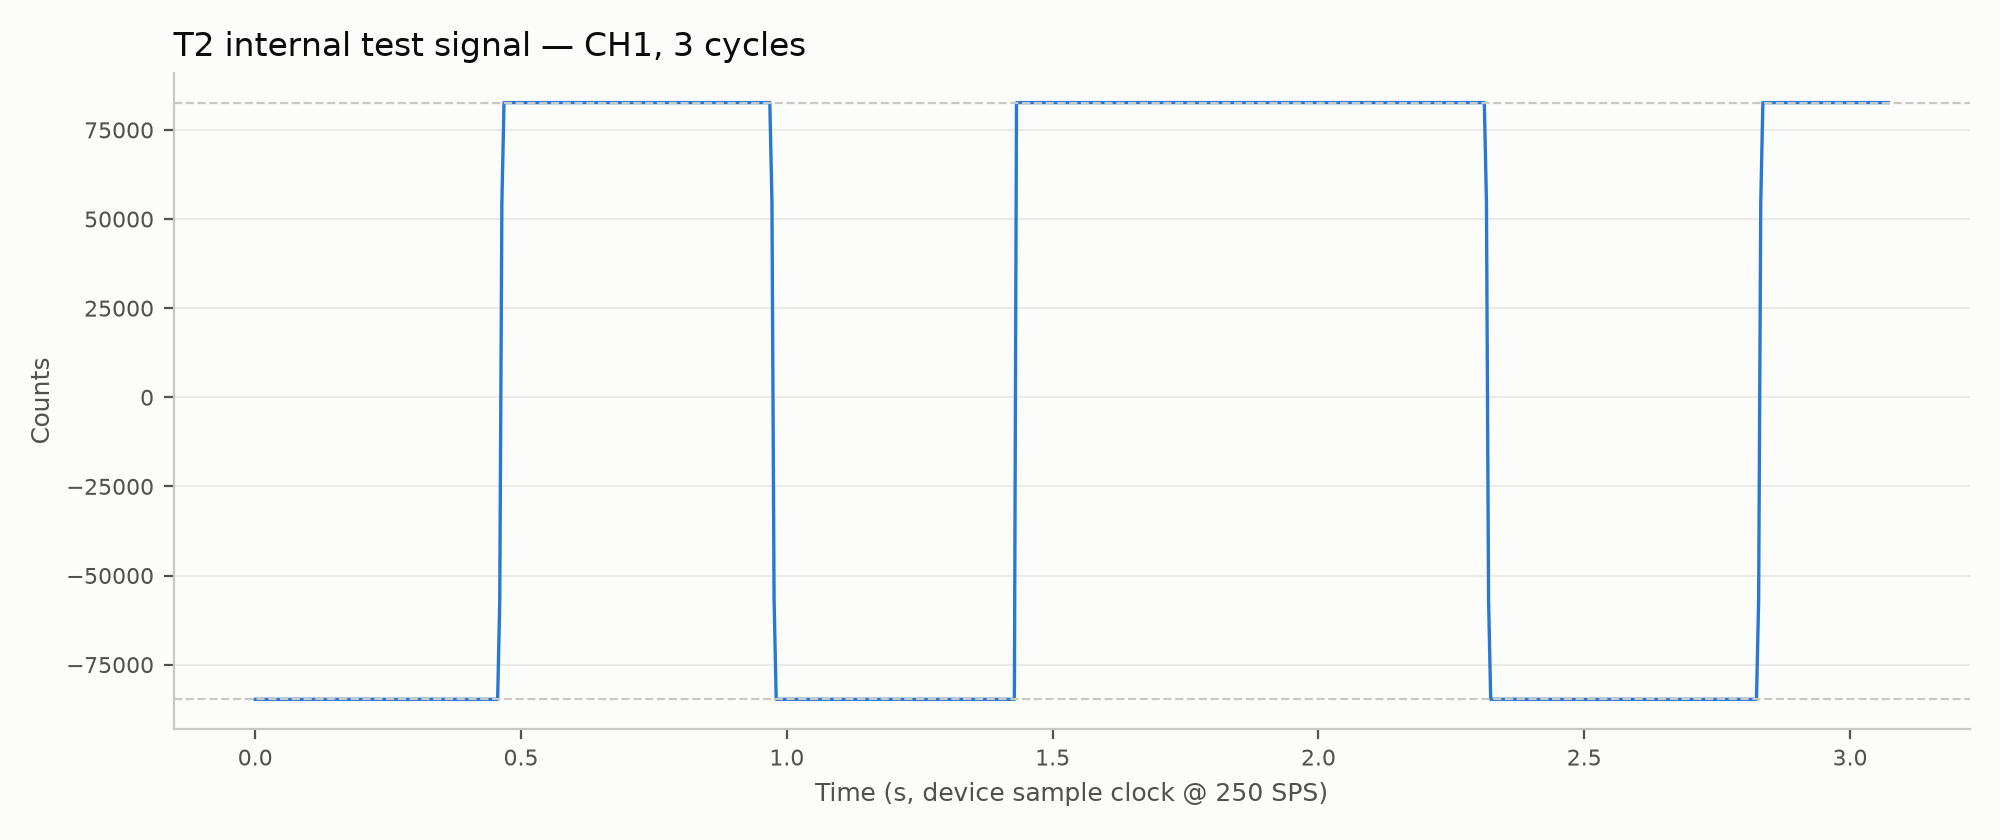 T2 internal test signal — CH1, 3 cycles
75000
50000
25000
0
−25000
−50000
−75000
Counts
0.0 0.5 1.0 1.5 2.0 2.5 3.0
Time (s, device sample clock @ 250 SPS)